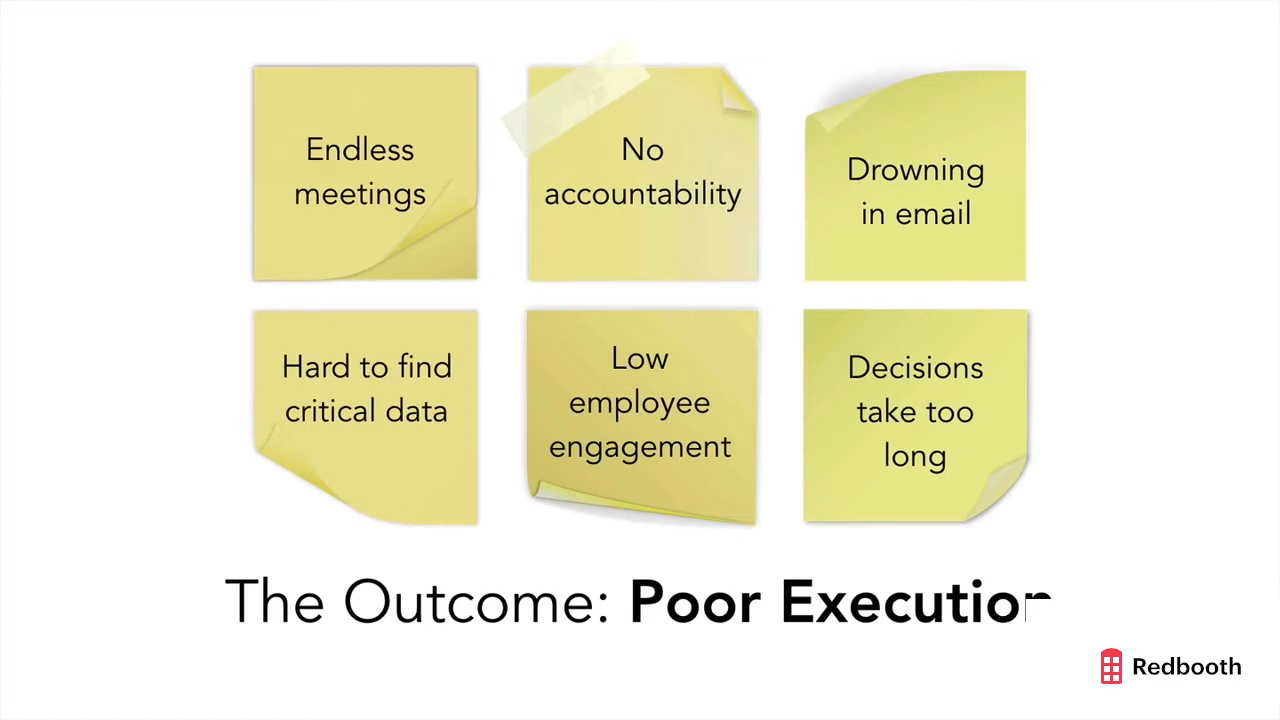 Endless
meetings
No
accountability
Drowning
in email
Hard to find
critical data
Low
employee
engagement
Decisions
take too
long
The Outcome: Poor Execution
Redbooth